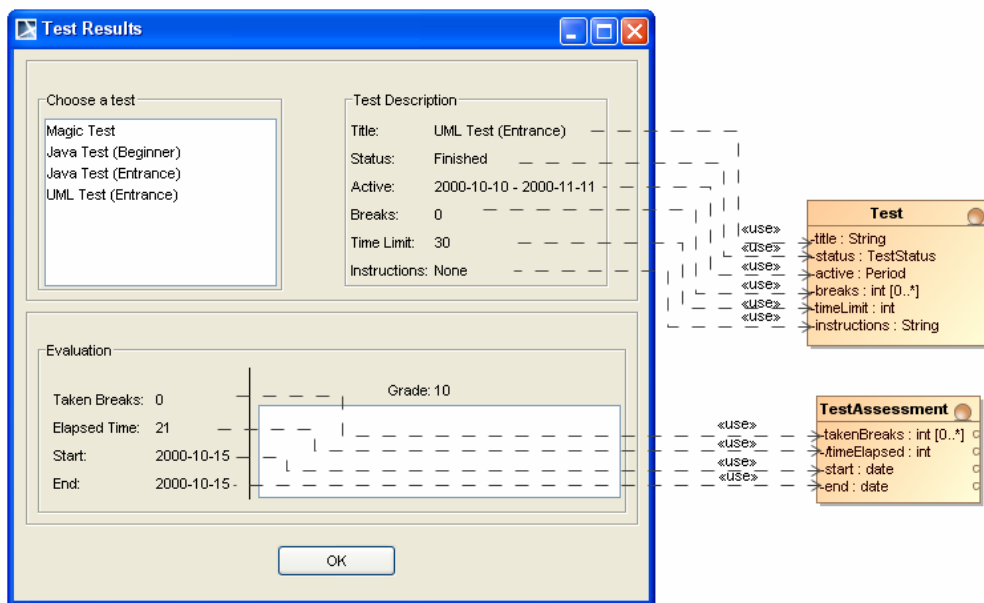 Test Results
Choose a test
Magic Test
Java Test (Beginner)
Java Test (Entrance)
UML Test (Entrance)
Test Description
Title: UML Test (Entrance)
Status: Finished
Active: 2000-10-10 - 2000-11-11
Breaks: 0
Time Limit: 30
Instructions: None
«use»
«use»
«use»
«use»
«use»
«use»
Test
-title : String
-status : TestStatus
-active : Period
-breaks : int [0..*]
-timeLimit : int
-instructions : String
Evaluation
Taken Breaks: 0
Elapsed Time: 21
Start: 2000-10-15
End: 2000-10-15
Grade: 10
«use»
«use»
«use»
«use»
TestAssessment
-takenBreaks : int [0..*]
-/timeElapsed : int
-start : date
-end : date
OK